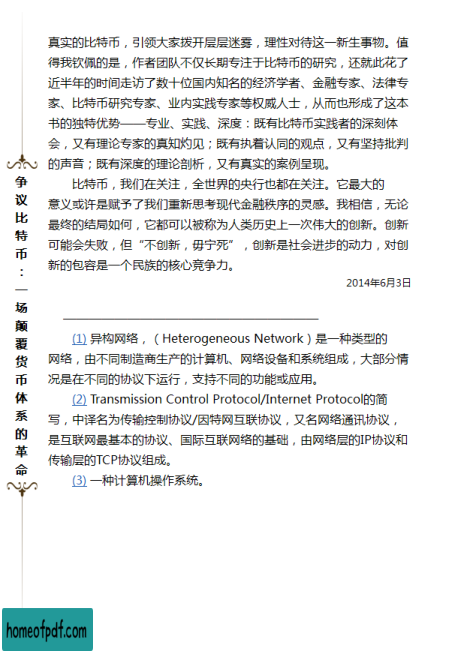 真实的比特币，引领大家拨开层层迷雾，理性对待这一新生事物。值
得我钦佩的是，作者团队不仅长期专注于比特币的研究，还就此花了
近半年的时间走访了数十位国内知名的经济学者、金融专家、法律专
家、比特币研究专家、业内实践专家等权威人士，从而也形成了这本
书的独特优势——专业、实践、深度：既有比特币实践者的深刻体
会，又有理论专家的真知灼见；既有执着认同的观点，又有坚持批判
的声音；既有深度的理论剖析，又有真实的案例呈现。
比特币，我们在关注，全世界的央行也都在关注。它最大的
意义或许是赋予了我们重新思考现代金融秩序的灵感。我相信，无论
最终的结局如何，它都可以被称为人类历史上一次伟大的创新。创新
可能会失败，但“不创新，毋宁死”，创新是社会进步的动力，对创
新的包容是一个民族的核心竞争力。
2014年6月3日
(1) 异构网络，（Heterogeneous Network）是一种类型的
网络，由不同制造商生产的计算机、网络设备和系统组成，大部分情
况是在不同的协议下运行，支持不同的功能或应用。
(2) Transmission Control Protocol/Internet Protocol的简
写，中译名为传输控制协议/因特网互联协议，又名网络通讯协议，
是互联网最基本的协议、国际互联网络的基础，由网络层的IP协议和
传输层的TCP协议组成。
(3) 一种计算机操作系统。
争议比特币：一场颠覆货币体系的革命
homeofpdf.com